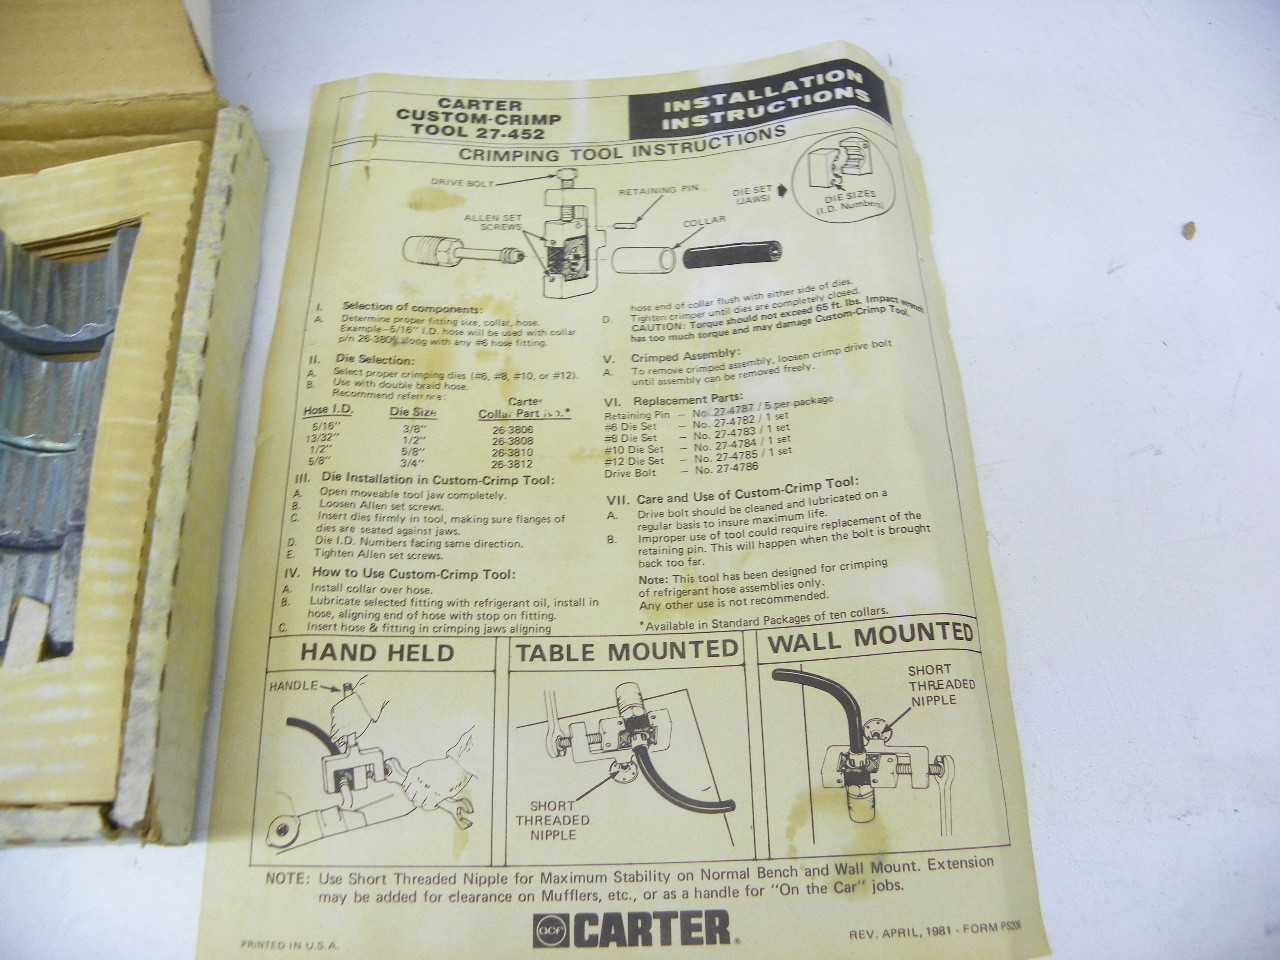 CARTER
CUSTOM-CRIMP
TOOL 27-452
INSTALLATION
INSTRUCTIONS
CRIMPING TOOL INSTRUCTIONS
DRIVE BOLT
RETAINING PIN
DIE SET
(JAWS)
DIE SIZES
(I.D. Numbers)
ALLEN SET
SCREWS
COLLAR
I. Selection of components:
A. Determine proper fitting size, collar, hose.
Example—5/16" I.D. hose will be used with collar
p/n 26-3806 along with any #6 hose fitting.
II. Die Selection:
A. Select proper crimping dies (#6, #8, #10, or #12).
B. Use with double braid hose.
Recommend reference:
Hose I.D. Die Size Carter Collar Part No.*
5/16" 3/8" 26-3806
13/32" 1/2" 26-3808
1/2" 5/8" 26-3810
5/8" 3/4" 26-3812
III. Die Installation in Custom-Crimp Tool:
A. Open moveable tool jaw completely.
B. Loosen Allen set screws.
C. Insert dies firmly in tool, making sure flanges of
dies are seated against jaws.
D. Die I.D. Numbers facing same direction.
E. Tighten Allen set screws.
IV. How to Use Custom-Crimp Tool:
A. Install collar over hose.
B. Lubricate selected fitting with refrigerant oil, install in
hose, aligning end of hose with stop on fitting.
C. Insert hose & fitting in crimping jaws aligning
hose end of collar flush with either side of dies.
D. Tighten crimper until dies are completely closed.
CAUTION: Torque should not exceed 65 ft. lbs. Impact wrench
has too much torque and may damage Custom-Crimp Tool.
V. Crimped Assembly:
A. To remove crimped assembly, loosen crimp drive bolt
until assembly can be removed freely.
VI. Replacement Parts:
Retaining Pin — No. 27-4787 / 5 per package
#6 Die Set — No. 27-4782 / 1 set
#8 Die Set — No. 27-4783 / 1 set
#10 Die Set — No. 27-4784 / 1 set
#12 Die Set — No. 27-4785 / 1 set
Drive Bolt — No. 27-4786
VII. Care and Use of Custom-Crimp Tool:
A. Drive bolt should be cleaned and lubricated on a
regular basis to insure maximum life.
B. Improper use of tool could require replacement of the
retaining pin. This will happen when the bolt is brought
back too far.
Note: This tool has been designed for crimping
of refrigerant hose assemblies only.
Any other use is not recommended.
*Available in Standard Packages of ten collars.
HAND HELD
HANDLE
TABLE MOUNTED
SHORT
THREADED
NIPPLE
WALL MOUNTED
SHORT
THREADED
NIPPLE
NOTE: Use Short Threaded Nipple for Maximum Stability on Normal Bench and Wall Mount. Extension
may be added for clearance on Mufflers, etc., or as a handle for "On the Car" jobs.
acf CARTER®
PRINTED IN U.S.A.
REV. APRIL, 1981 - FORM PS206